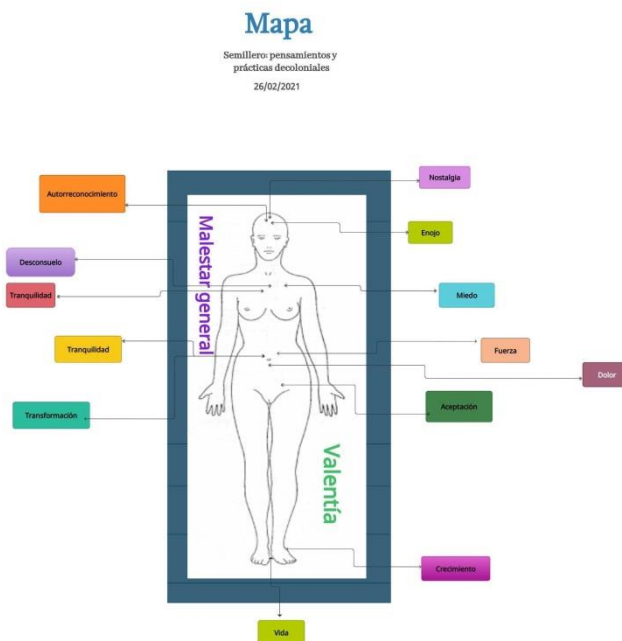 Mapa
Semillero: pensamientos y
prácticas decoloniales
26/02/2021
Nostalgia
Autorreconocimiento
Enojo
Malestar general
Desconsuelo
Tranquilidad
Miedo
Tranquilidad
Fuerza
Dolor
Transformación
Aceptación
Valentía
Crecimiento
Vida